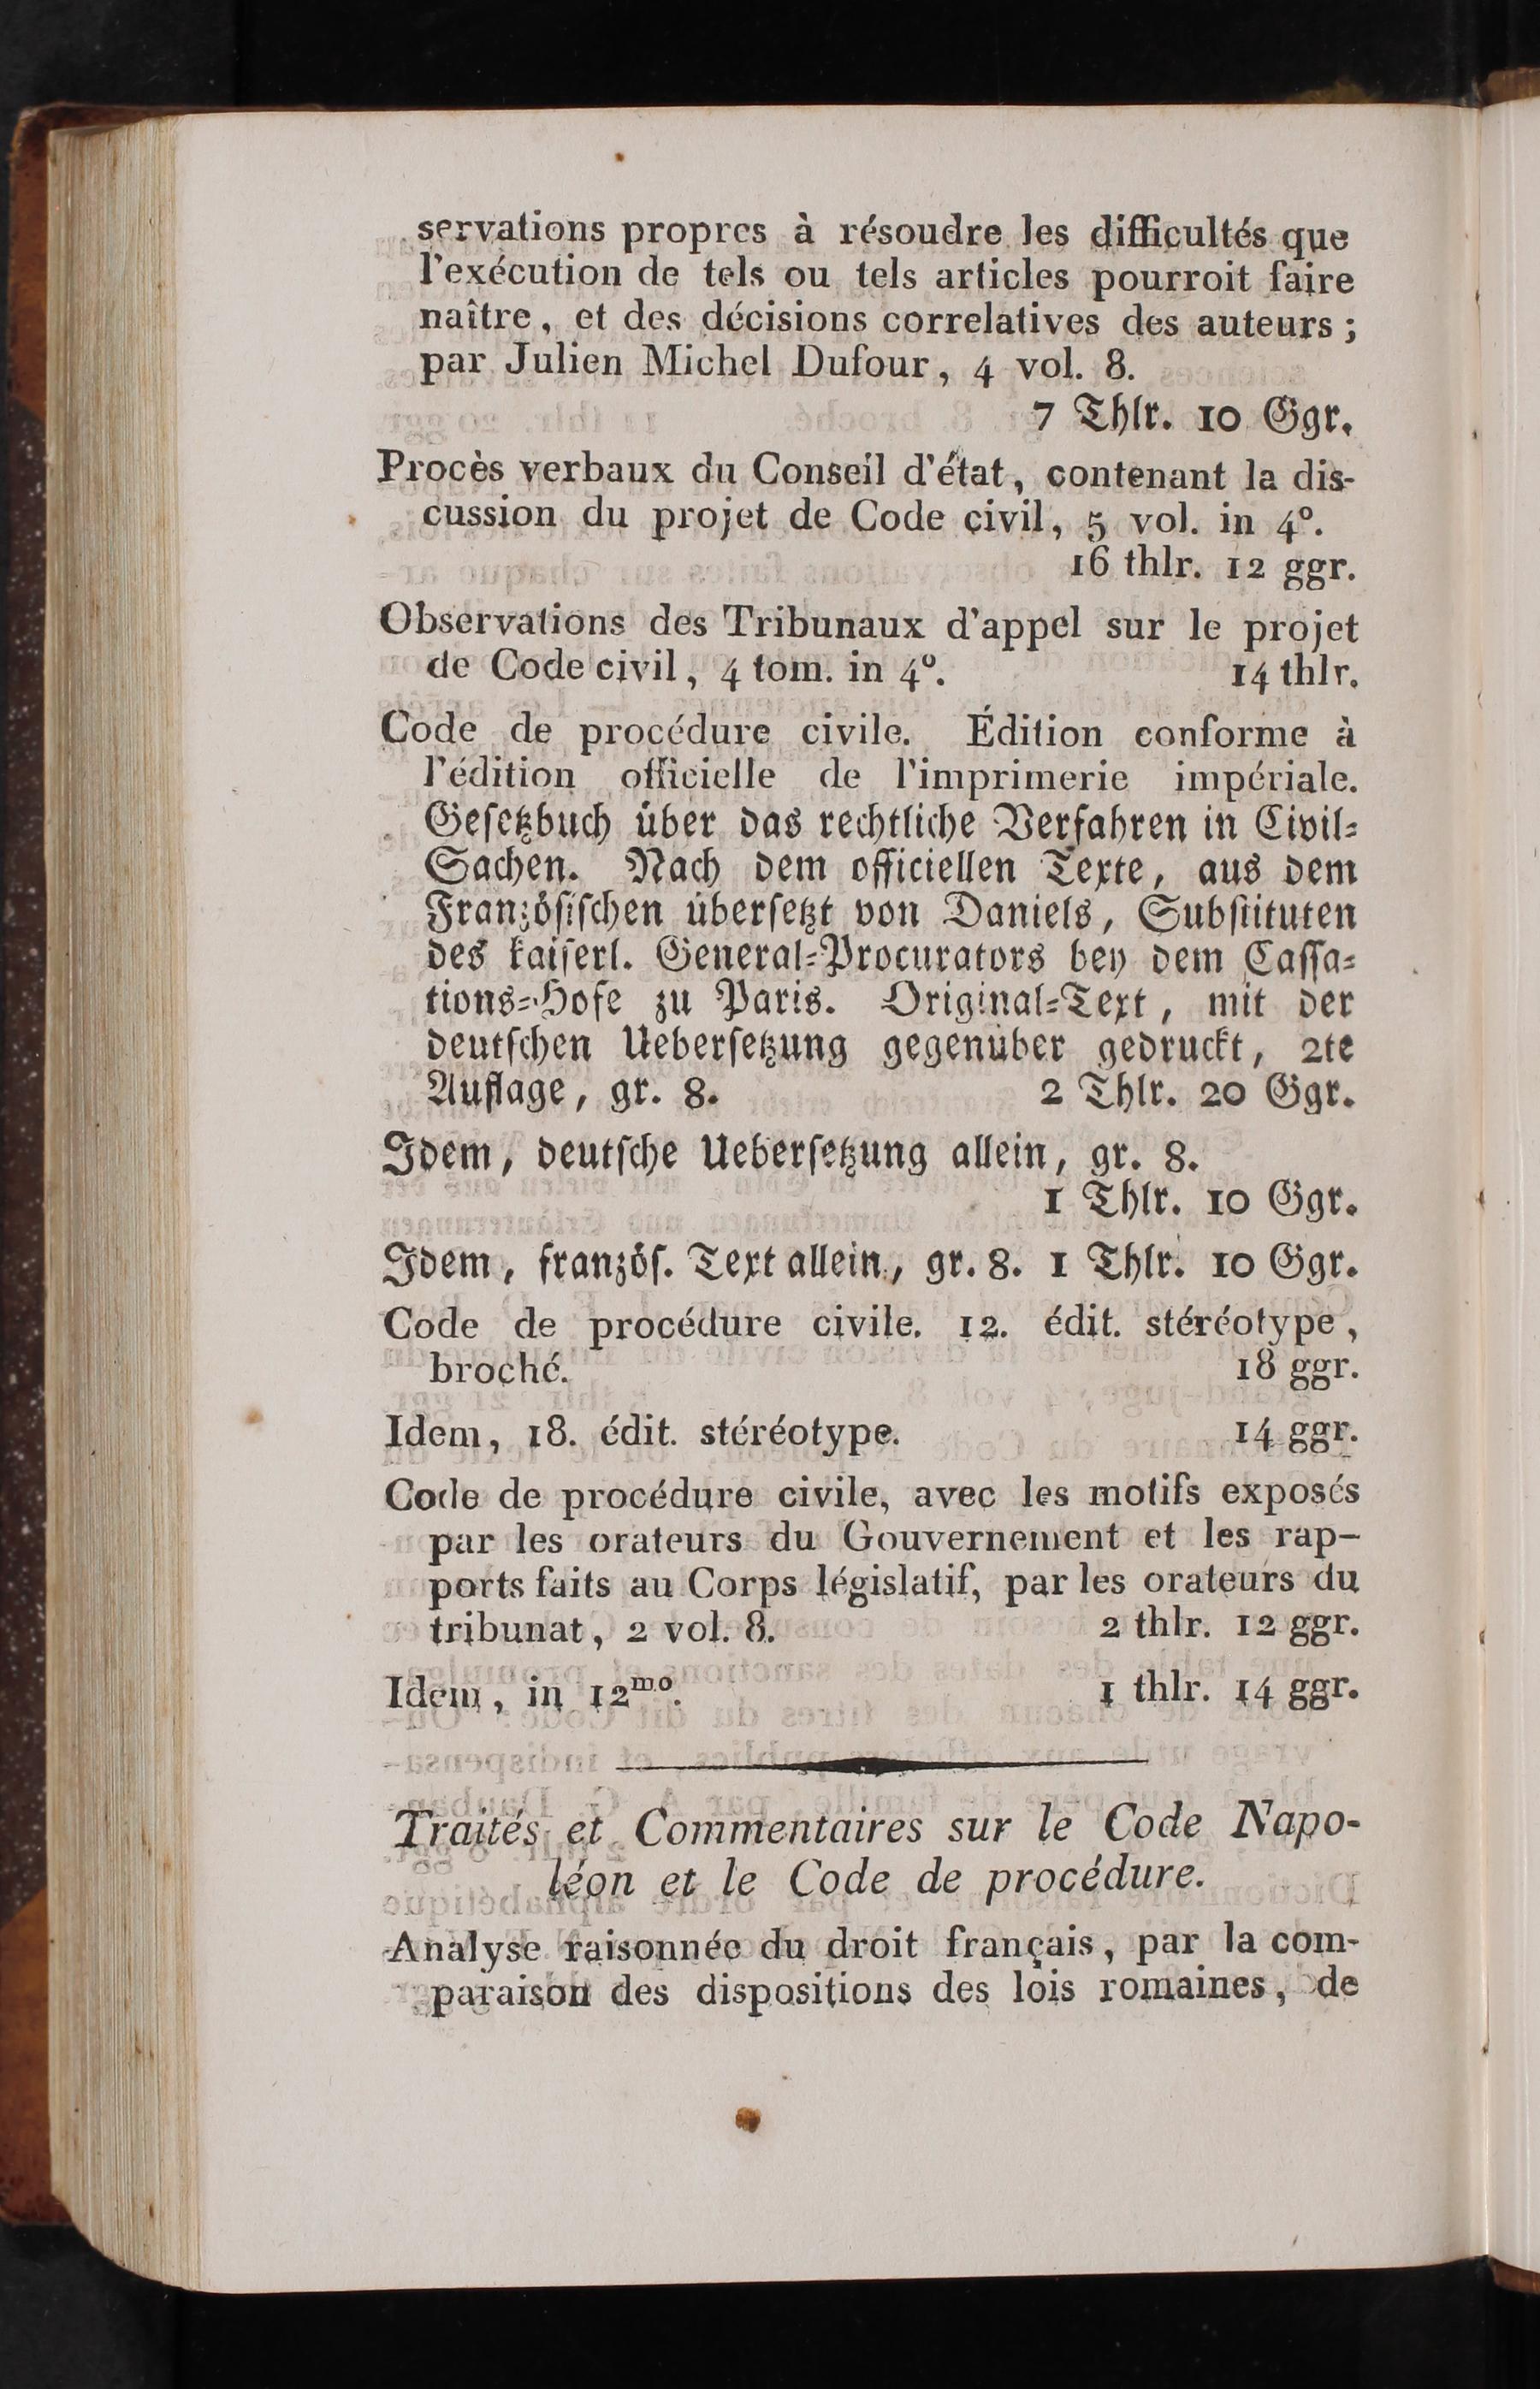 servations propres à résoudre les difficultés que
l'exécution de tels ou tels articles pourroit faire
naître, et des décisions correlatives des auteurs;
par Julien Michel Dufour, 4 vol. 8.
7 Thlr. 10 Ggr.
Procès verbaux du Conseil d'état, contenant la dis-
cussion du projet de Code civil, 5 vol. in 4°.
16 thlr. 12 ggr.
Observations des Tribunaux d'appel sur le projet
de Code civil, 4 tom. in 4°. 14 thlr.
Code de procédure civile. Édition conforme à
l'édition officielle de l'imprimerie impériale.
Geſetzbuch über das rechtliche Verfahren in Civil-
Sachen. Nach dem officiellen Texte, aus dem
Franzöſiſchen überſetzt von Daniels, Subſtituten
des kaiſerl. General-Procurators bey dem Caſſa-
tions-Hofe zu Paris. Original-Text, mit der
deutſchen Ueberſetzung gegenüber gedruckt, 2te
Auflage, gr. 8. 2 Thlr. 20 Ggr.
Idem, deutſche Ueberſetzung allein, gr. 8.
1 Thlr. 10 Ggr.
Idem, franzöſ. Text allein, gr. 8. 1 Thlr. 10 Ggr.
Code de procédure civile. 12. édit. stéréotype,
broché. 18 ggr.
Idem, 18. édit. stéréotype. 14 ggr.
Code de procédure civile, avec les motifs exposés
par les orateurs du Gouvernement et les rap-
ports faits au Corps législatif, par les orateurs du
tribunat, 2 vol. 8. 2 thlr. 12 ggr.
Idem, in 12mo. 1 thlr. 14 ggr.
Traités et Commentaires sur le Code Napo-
léon et le Code de procédure.
Analyse raisonnée du droit français, par la com-
paraison des dispositions des lois romaines, de